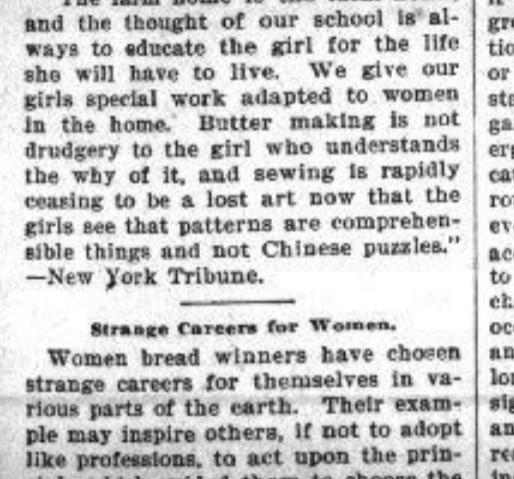 and the thought of our school is al-
ways to educate the girl for the life
she will have to live. We give our
girls special work adapted to women
in the home. Butter making is not
drudgery to the girl who understands
the why of it, and sewing is rapidly
ceasing to be a lost art now that the
girls see that patterns are comprehen-
sible things and not Chinese puzzles."
—New York Tribune.
Strange Careers for Women.
Women bread winners have chosen
strange careers for themselves in va-
rious parts of the earth. Their exam-
ple may inspire others, if not to adopt
like professions, to act upon the prin-